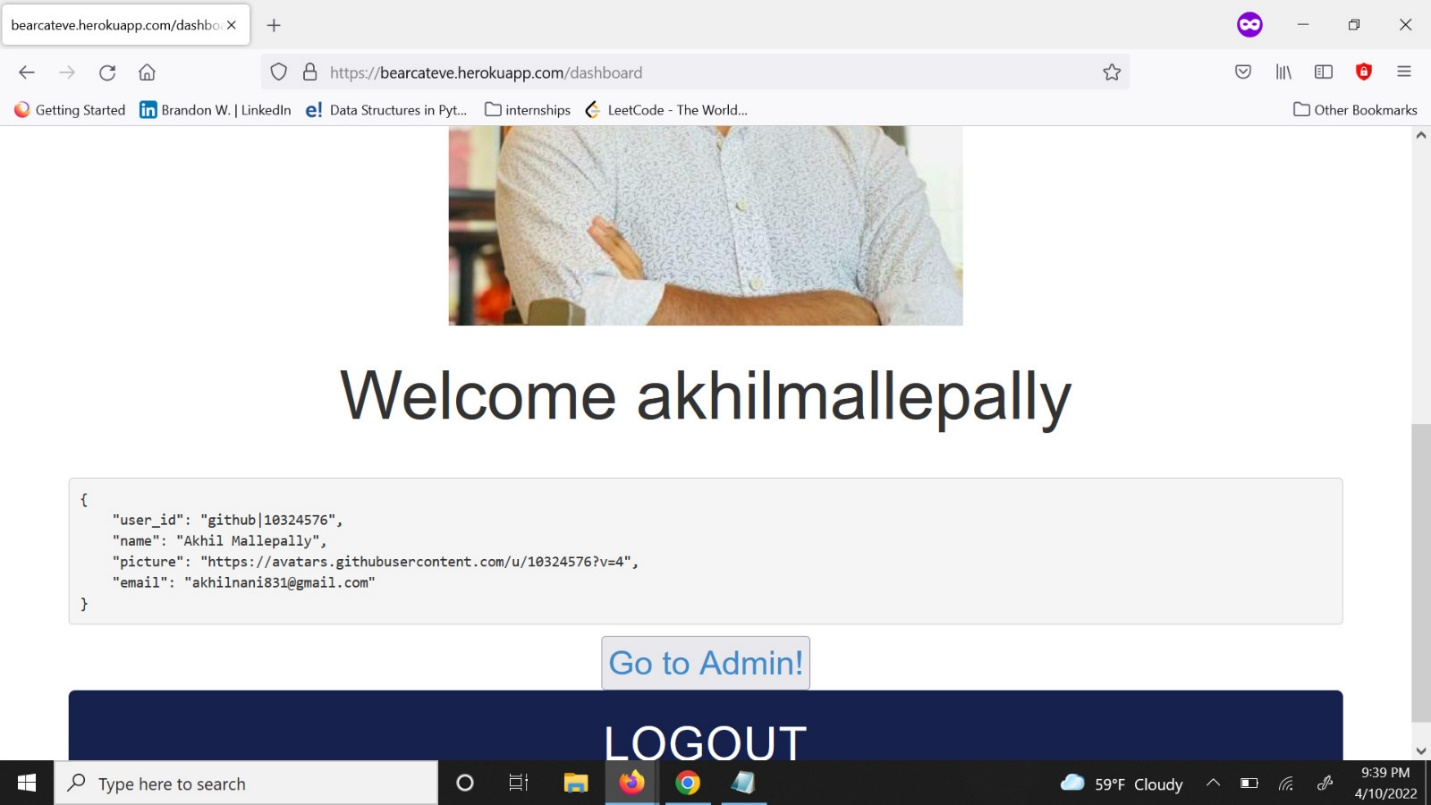 bearcateve.herokuapp.com/dashbo
https://bearcateve.herokuapp.com/dashboard
Getting Started
Brandon W. | LinkedIn
e! Data Structures in Pyt...
internships
LeetCode - The World...
Other Bookmarks
Welcome akhilmallepally
{
"user_id": "github|10324576",
"name": "Akhil Mallepally",
"picture": "https://avatars.githubusercontent.com/u/10324576?v=4",
"email": "akhilnani831@gmail.com"
}
Go to Admin!
LOGOUT
Type here to search
59°F Cloudy
9:39 PM
4/10/2022